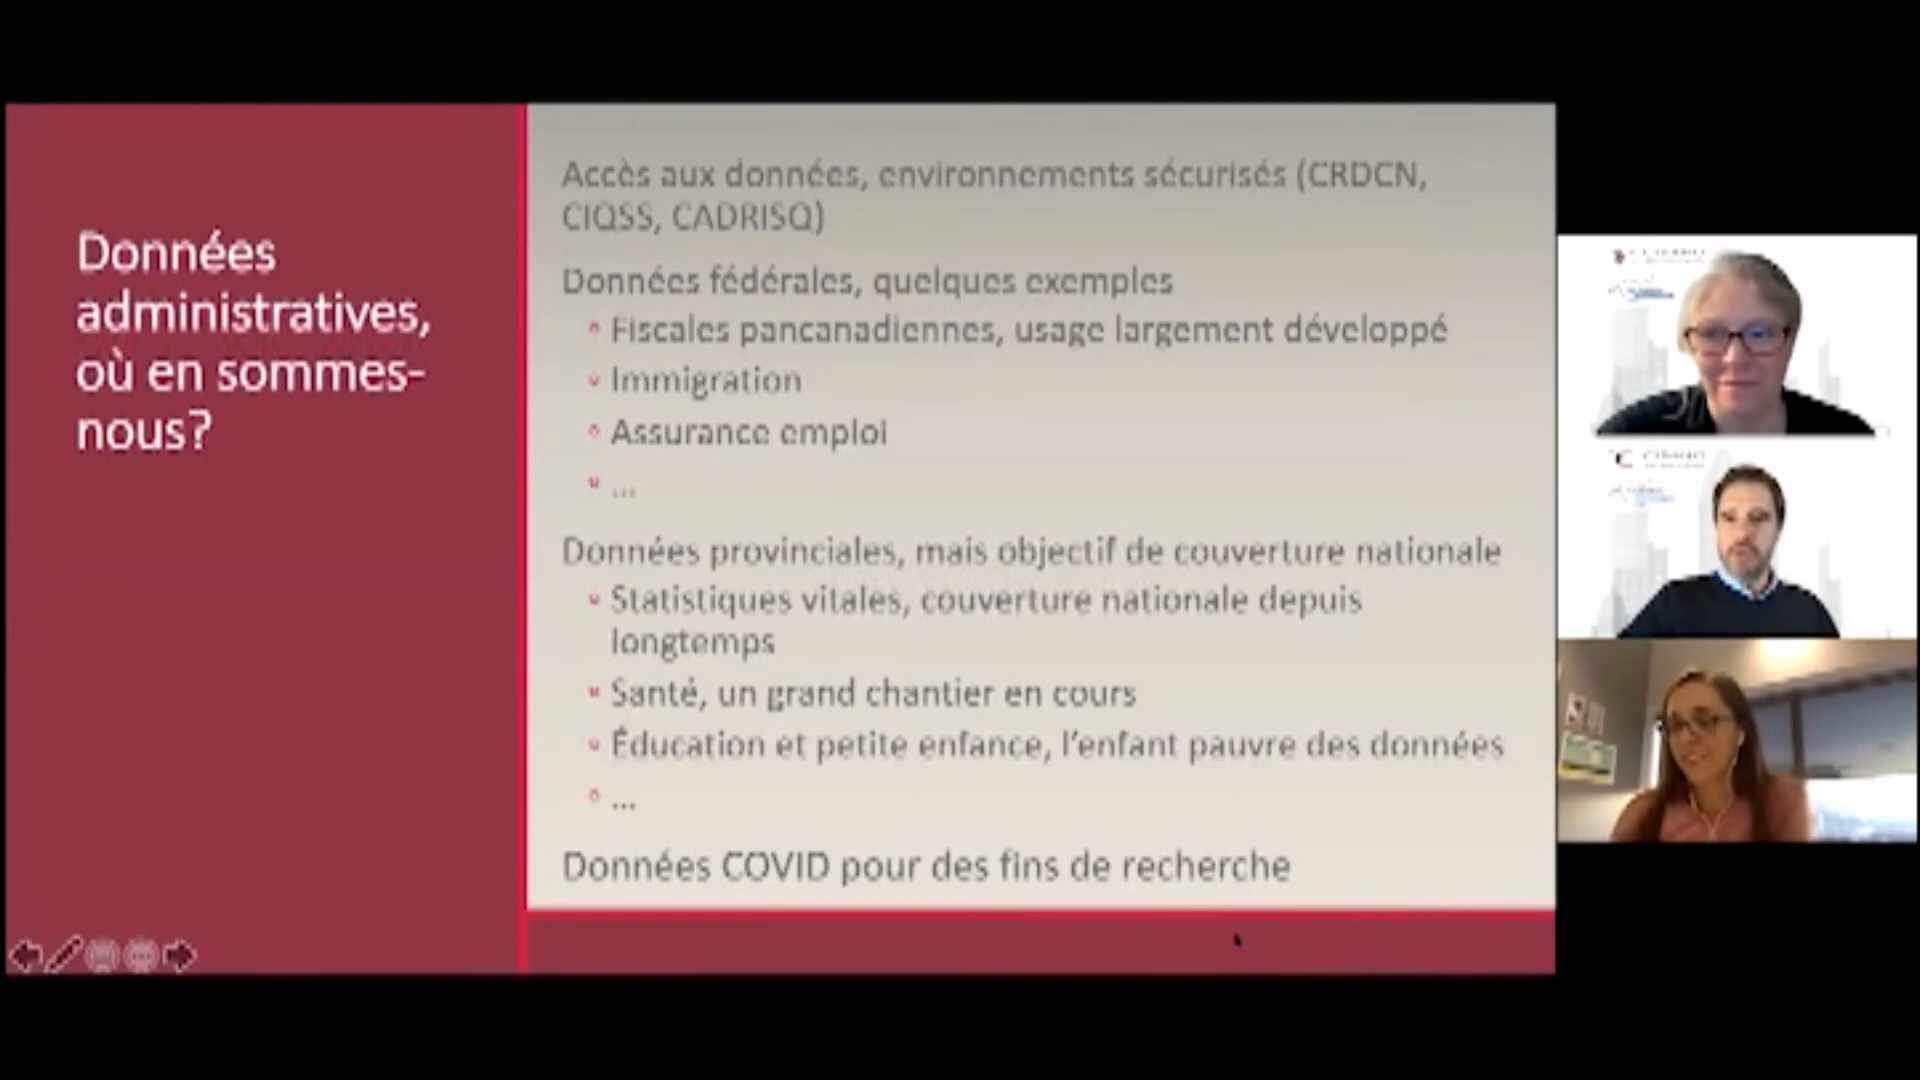 Données
administratives,
où en sommes-
nous?
Accès aux données, environnements sécurisés (CRDCN,
CIQSS, CADRISQ)
Données fédérales, quelques exemples
Fiscales pancanadiennes, usage largement développé
Immigration
Assurance emploi
...
Données provinciales, mais objectif de couverture nationale
Statistiques vitales, couverture nationale depuis
longtemps
Santé, un grand chantier en cours
Éducation et petite enfance, l'enfant pauvre des données
...
Données COVID pour des fins de recherche